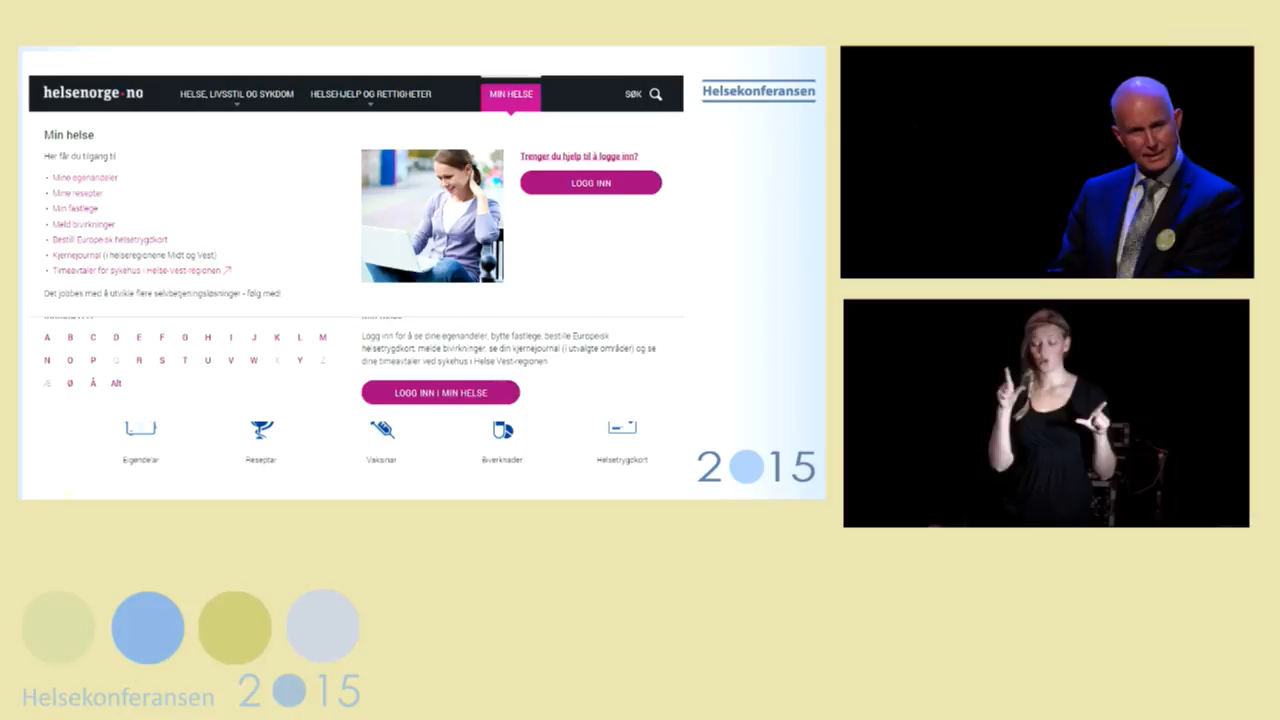 helsenorge·no
HELSE, LIVSSTIL OG SYKDOM
HELSEHJELP OG RETTIGHETER
MIN HELSE
SØK
Helsekonferansen
Min helse
Her får du tilgang til
Mine egenandeler
Mine resepter
Min fastlege
Meld bivirkninger
Bestill Europeisk helsetrygdkort
Kjernejournal (i helseregionene Midt og Vest)
Timeavtaler for sykehus i Helse-Vest-regionen
Det jobbes med å utvikle flere selvbetjeningsløsninger - følg med!
Trenger du hjelp til å logge inn?
LOGG INN
A B C D E F G H I J K L M
N O P Q R S T U V W X Y Z
Æ Ø Å Alt
Logg inn for å se dine egenandeler, bytte fastlege, bestille Europeisk
helsetrygdkort, melde bivirkninger, se din kjernejournal (i utvalgte områder) og se
dine timeavtaler ved sykehus i Helse Vest-regionen
LOGG INN I MIN HELSE
Eigendelar
Reseptar
Vaksinar
Biverknader
Helsetrygdkort
2015
Helsekonferansen 2015